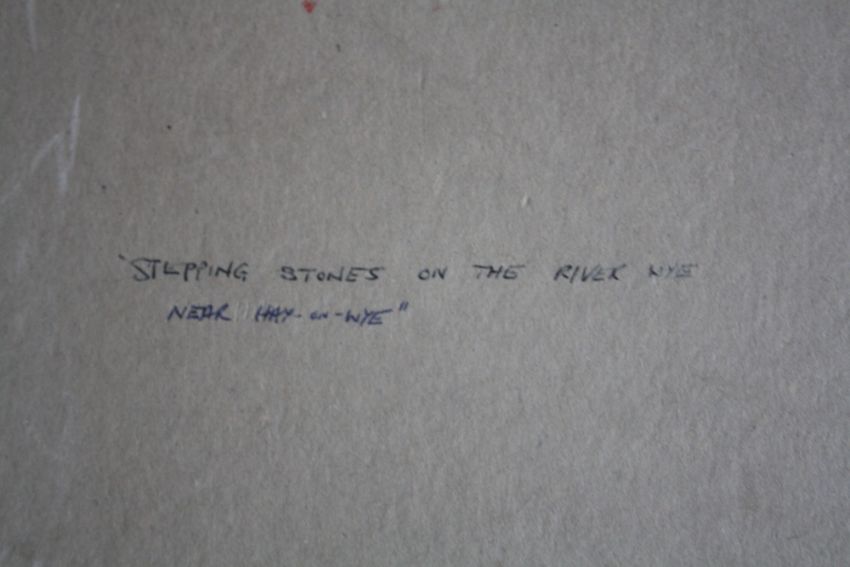 "STEPPING STONES ON THE RIVER WYE
NEAR HAY-ON-WYE"